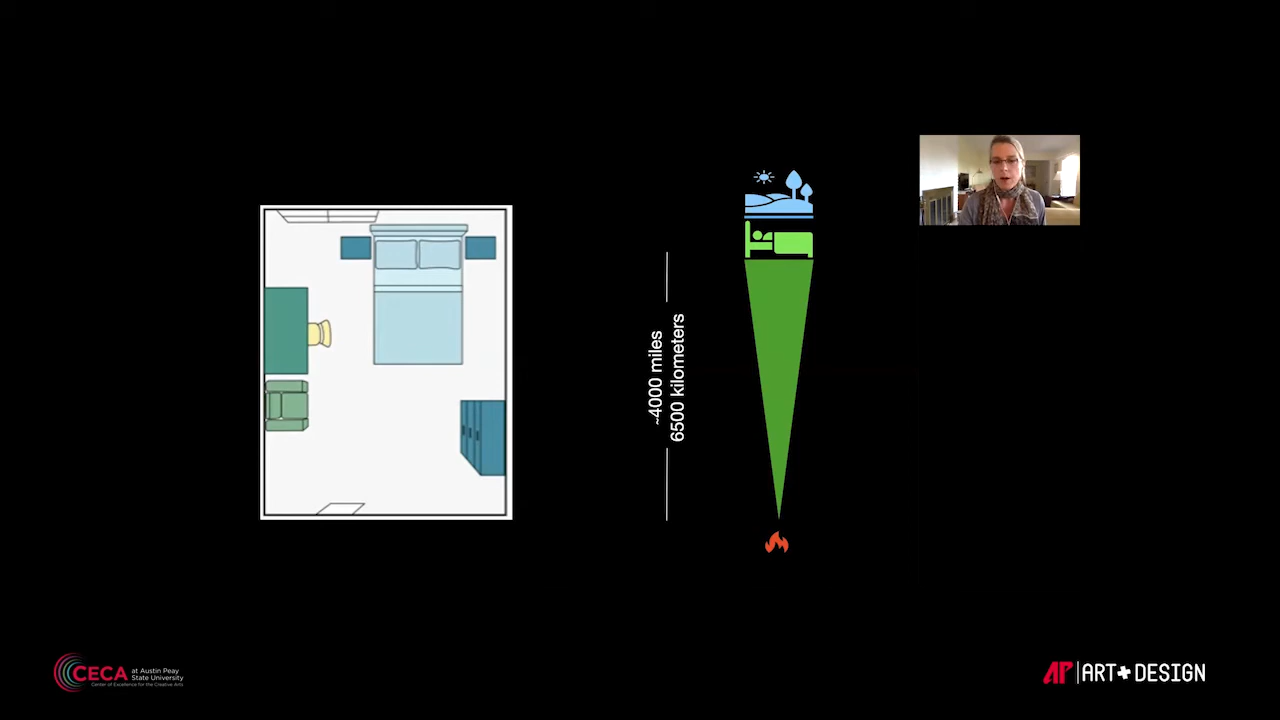 ~4000 miles
6500 kilometers
CECA
at Austin Peay
State University
Center of Excellence for the Creative Arts
AP ART+DESIGN